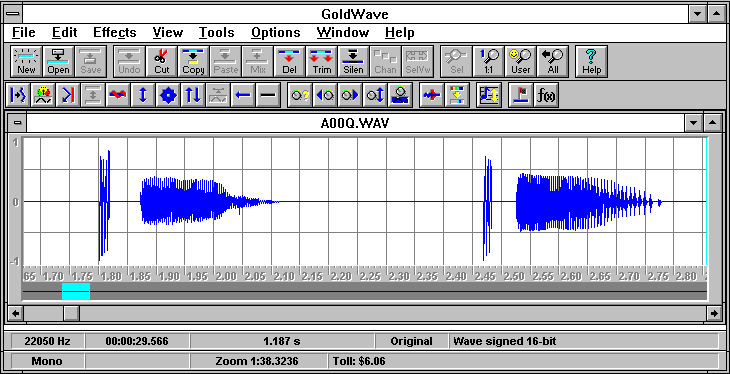 GoldWave
File Edit Effects View Tools Options Window Help
New Open Save Undo Cut Copy Paste Mix Del Trim Silen Chan SelVw Sel 1:1 User All Help
f(x)
A00Q.WAV
1
0
-1
65 1.70 1.75 1.80 1.85 1.90 1.95 2.00 2.05 2.10 2.15 2.20 2.25 2.30 2.35 2.40 2.45 2.50 2.55 2.60 2.65 2.70 2.75 2.80
22050 Hz 00:00:29.566 1.187 s Original Wave signed 16-bit
Mono Zoom 1:38.3236 Toll: $6.06